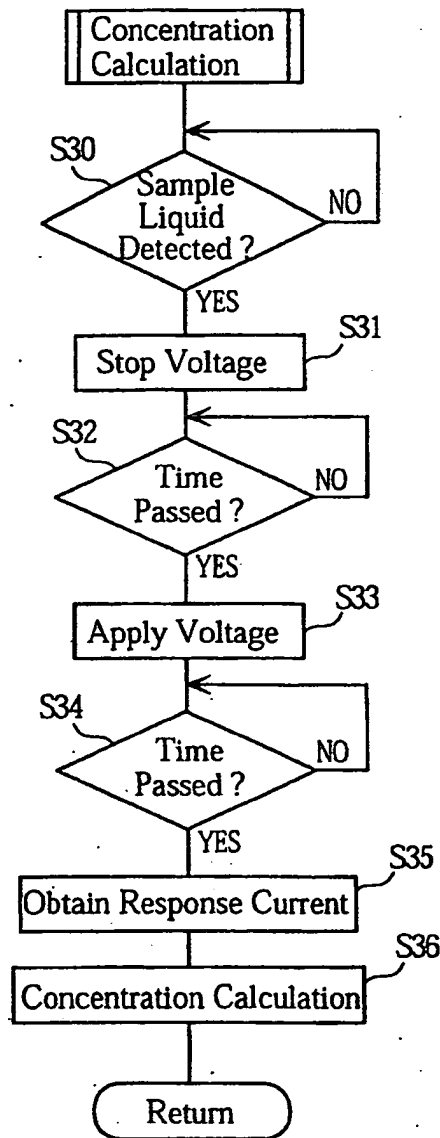 Concentration
Calculation
S30
Sample
Liquid
Detected ?
NO
YES
S31
Stop Voltage
S32
Time
Passed ?
NO
YES
S33
Apply Voltage
S34
Time
Passed ?
NO
YES
S35
Obtain Response Current
S36
Concentration Calculation
Return